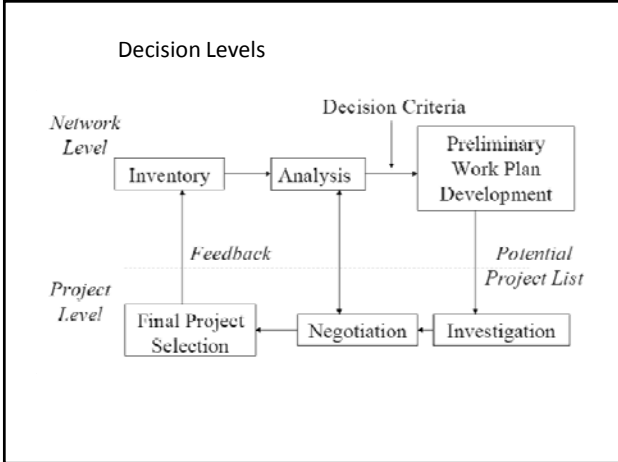 Decision Levels
Decision Criteria
Network
Level
Inventory
Analysis
Preliminary
Work Plan
Development
Feedback
Potential
Project List
Project
Level
Final Project
Selection
Negotiation
Investigation